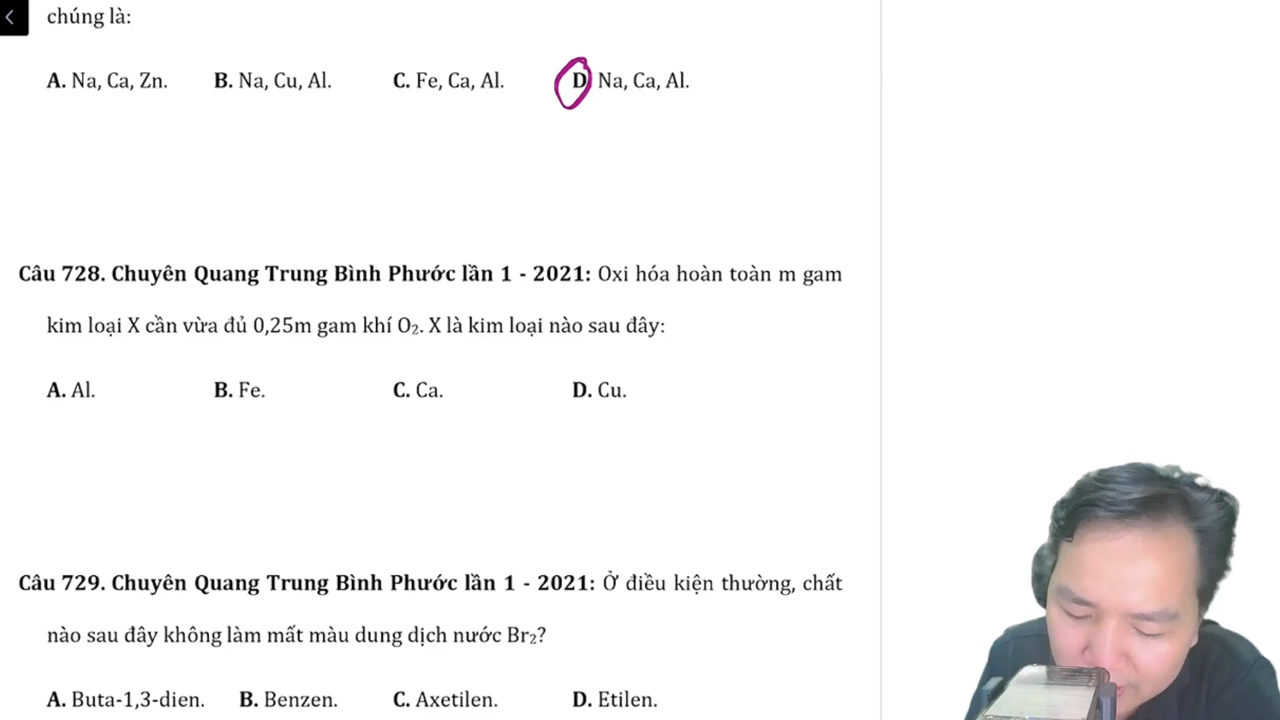 chúng là:
A. Na, Ca, Zn. B. Na, Cu, Al. C. Fe, Ca, Al. D. Na, Ca, Al.
Câu 728. Chuyên Quang Trung Bình Phước lần 1 - 2021: Oxi hóa hoàn toàn m gam
kim loại X cần vừa đủ 0,25m gam khí O₂. X là kim loại nào sau đây:
A. Al. B. Fe. C. Ca. D. Cu.
Câu 729. Chuyên Quang Trung Bình Phước lần 1 - 2021: Ở điều kiện thường, chất
nào sau đây không làm mất màu dung dịch nước Br₂?
A. Buta-1,3-dien. B. Benzen. C. Axetilen. D. Etilen.